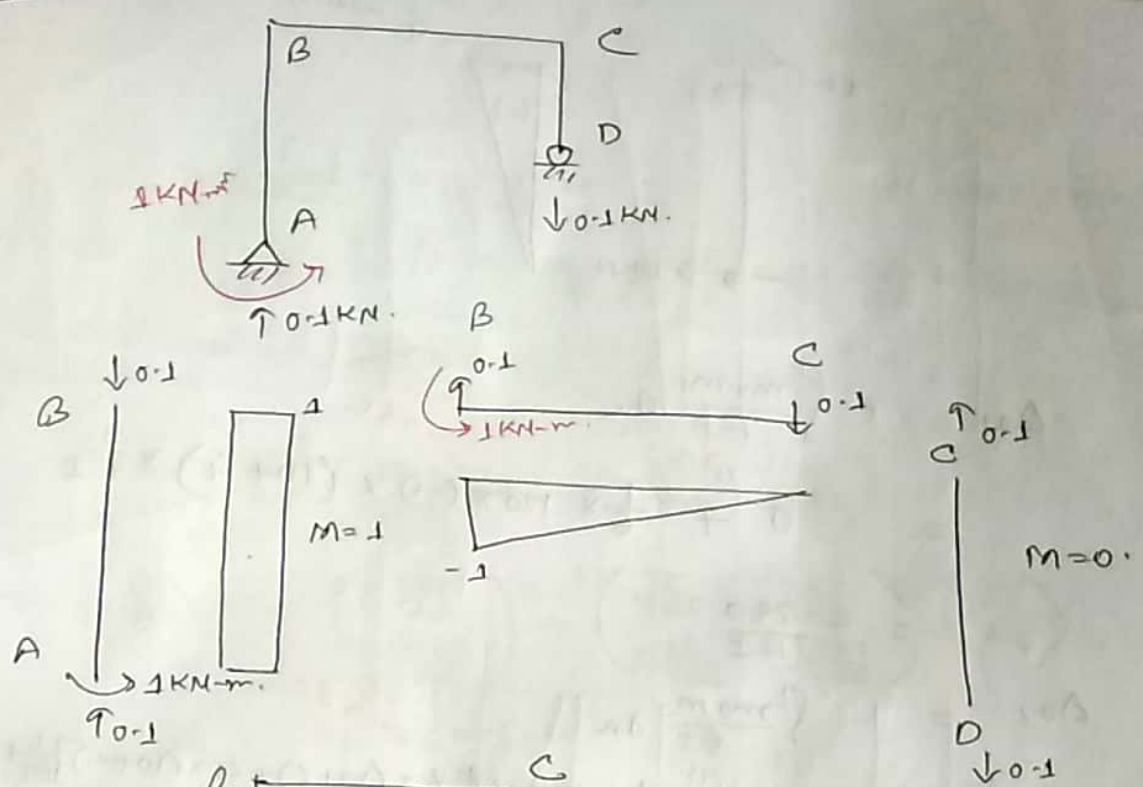 B
C
D
1KN-m
A
↓0.1KN.
↑0.1KN.
B
↓0.1
B
1
M=1
A
1KN-m.
↑0.1
↑0.1
1KN-m.
C
↓0.1
-1
↑0.1
C
M=0.
D
↓0.1
C